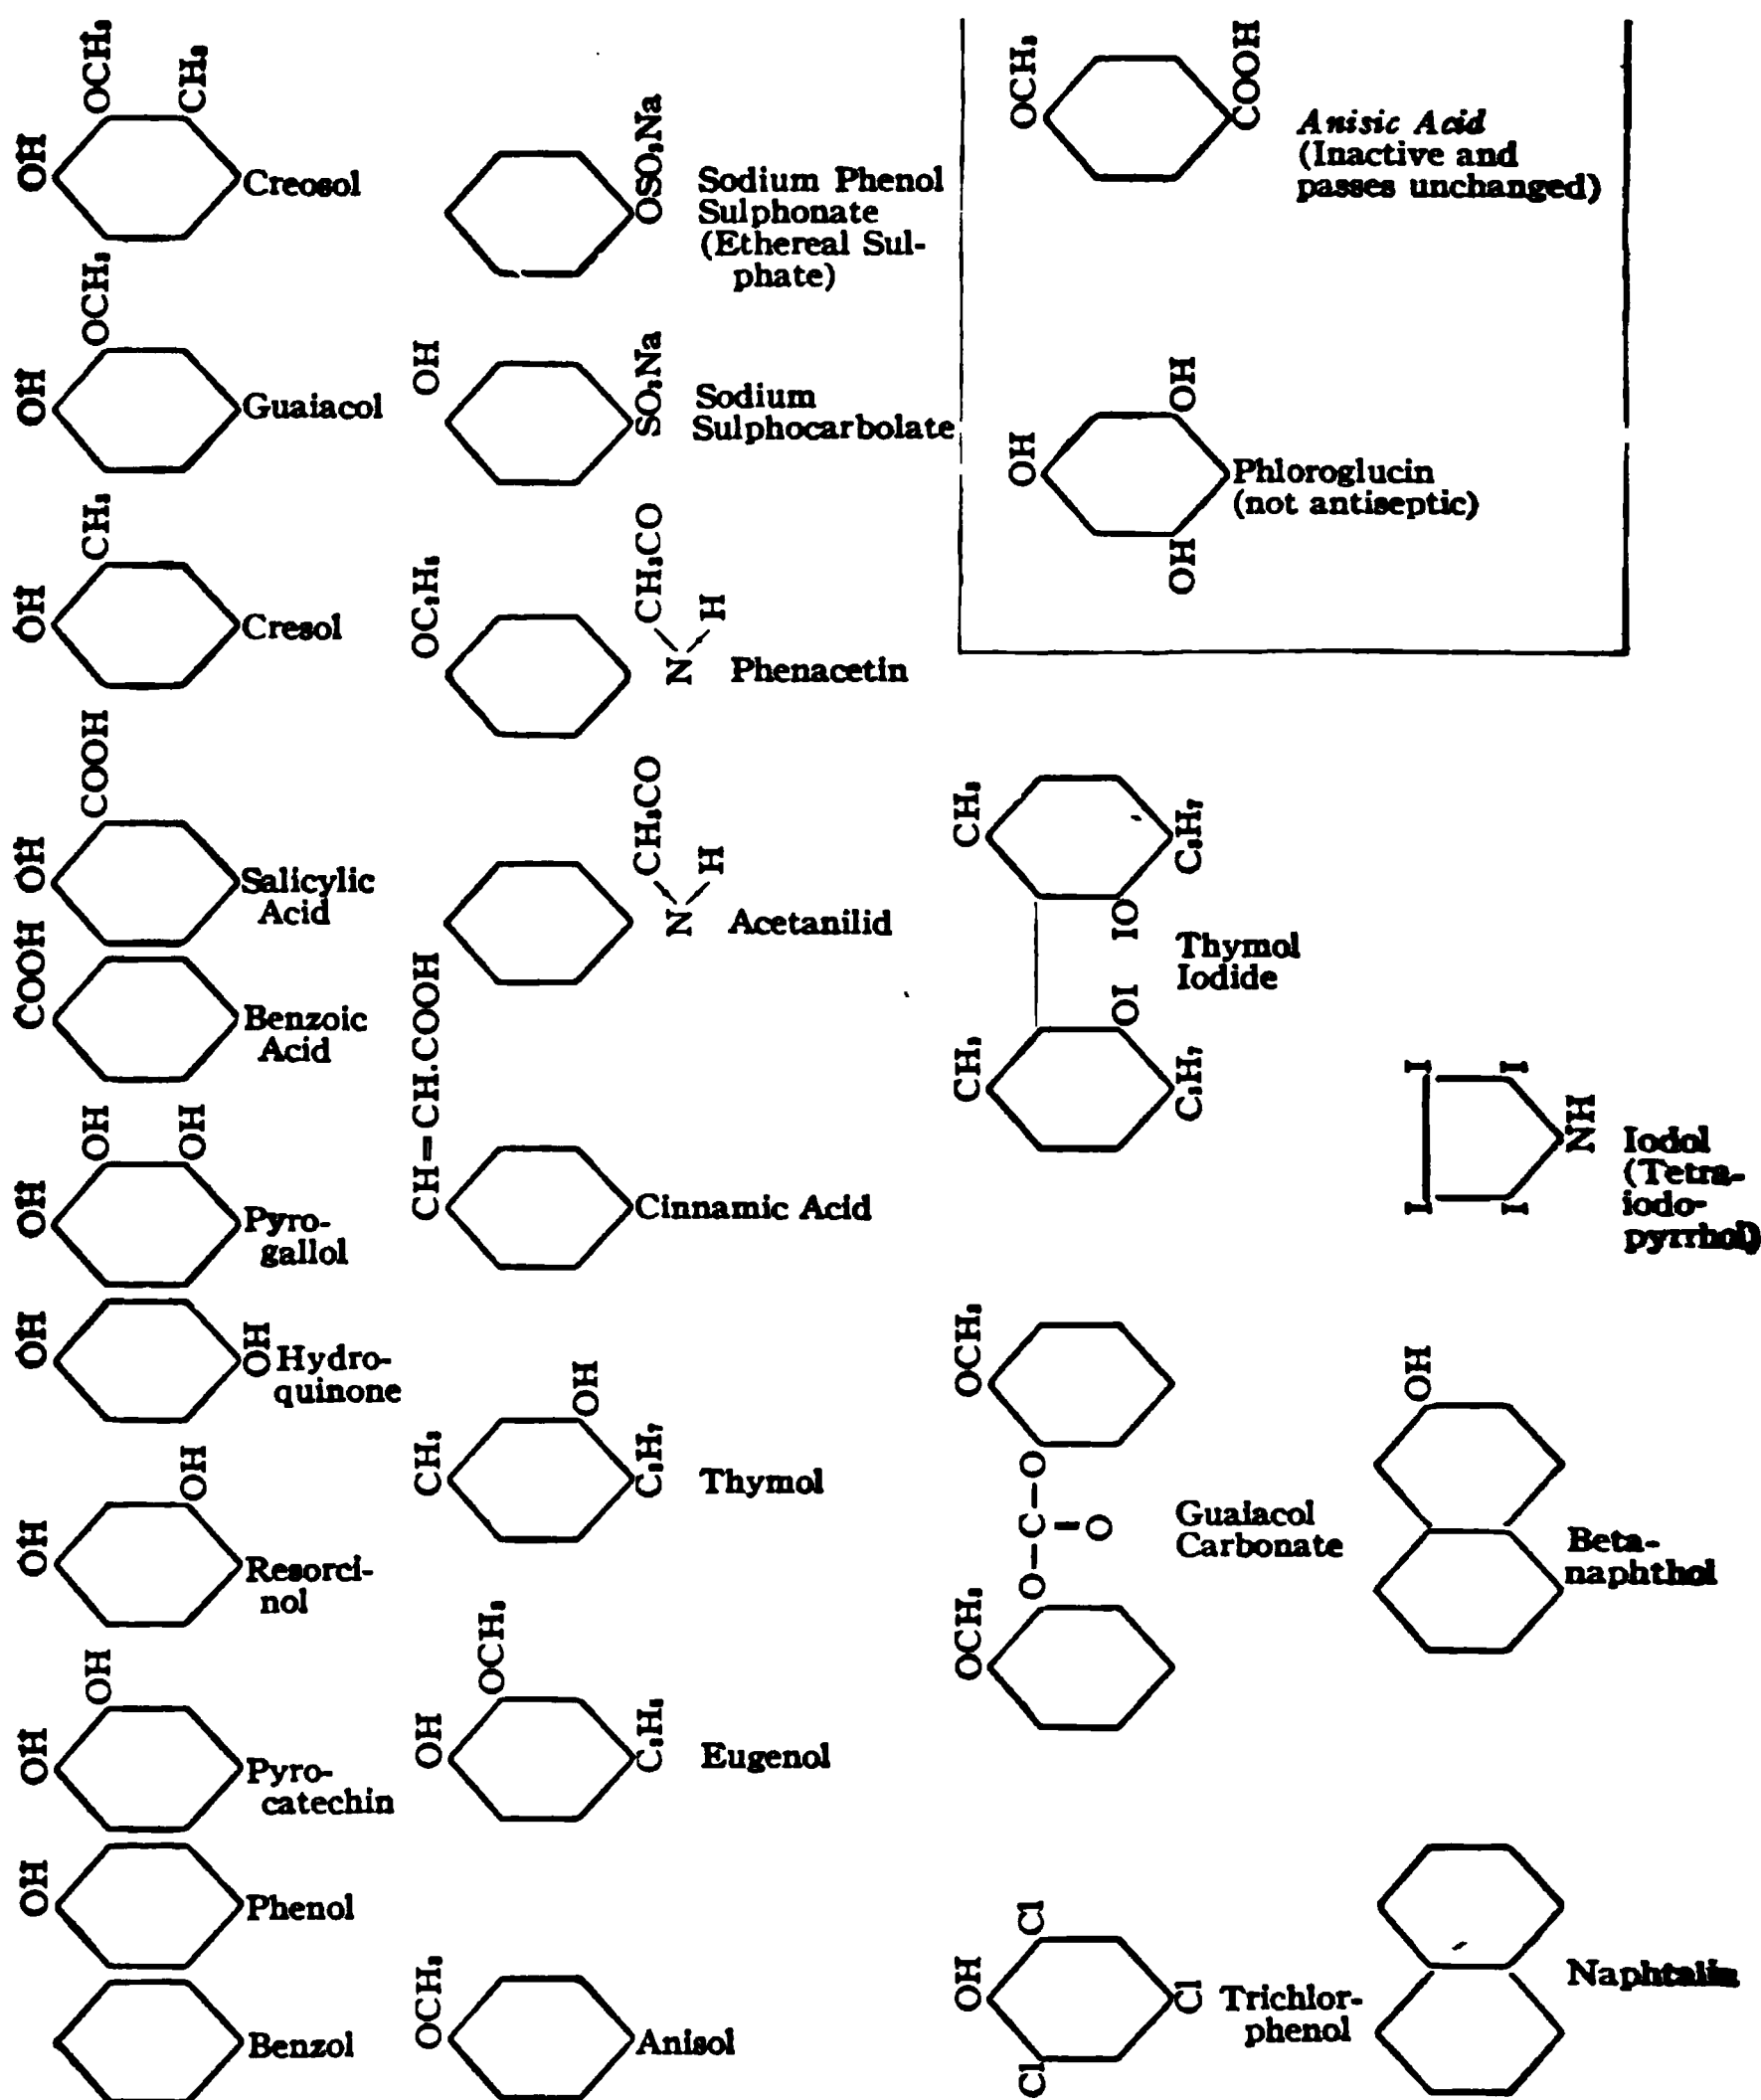 OH
OCH₃
CH₃
Creosol
OH
OCH₃
Guaiacol
OH
CH₃
Cresol
OH
COOH
Salicylic
Acid
COOH
Benzoic
Acid
OH
OH
OH
Pyro-
gallol
OH
OH
Hydro-
quinone
OH
OH
Resorci-
nol
OH
OH
Pyro-
catechin
OH
Phenol
Benzol
OSO₃Na
Sodium Phenol
Sulphonate
(Ethereal Sul-
phate)
OH
SO₃Na
Sodium
Sulphocarbolate
OC₂H₅
CH₃CO
N
H
Phenacetin
CH₃CO
N
H
Acetanilid
CH=CH.COOH
Cinnamic Acid
CH₃
OH
C₃H₇
Thymol
OH
OCH₃
C₃H₅
Eugenol
OCH₃
Anisol
OCH₃
COOH
Anisic Acid
(Inactive and
passes unchanged)
OH
OH
OH
Phloroglucin
(not antiseptic)
CH₃
C₃H₇
OI
OI
CH₃
C₃H₇
Thymol
Iodide
I
I
I
I
NH
Iodol
(Tetra-
iodo-
pyrrhol)
OCH₃
O-C-O
=O
OCH₃
Guaiacol
Carbonate
OH
Beta-
naphthol
OH
Cl
Cl
Cl
Trichlor-
phenol
Naphtalin